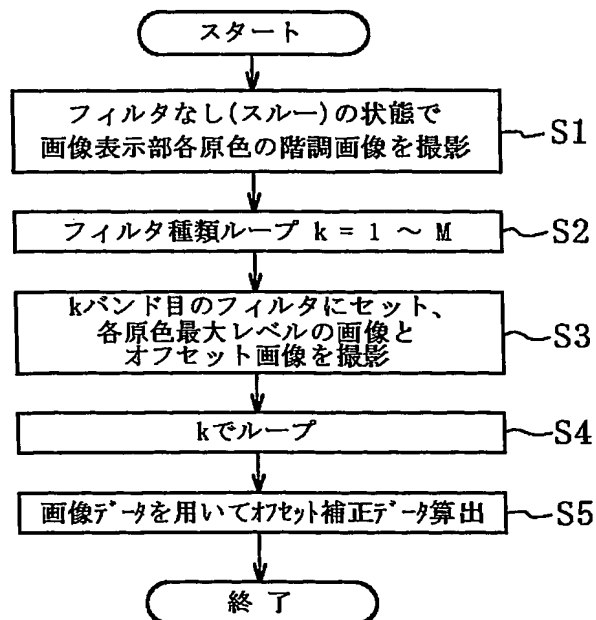 スタート
フィルタなし(スルー)の状態で
画像表示部各原色の階調画像を撮影
S1
フィルタ種類ループ k = 1 ～ M
S2
kバンド目のフィルタにセット、
各原色最大レベルの画像と
オフセット画像を撮影
S3
kでループ
S4
画像データを用いてオフセット補正データ算出
S5
終 了